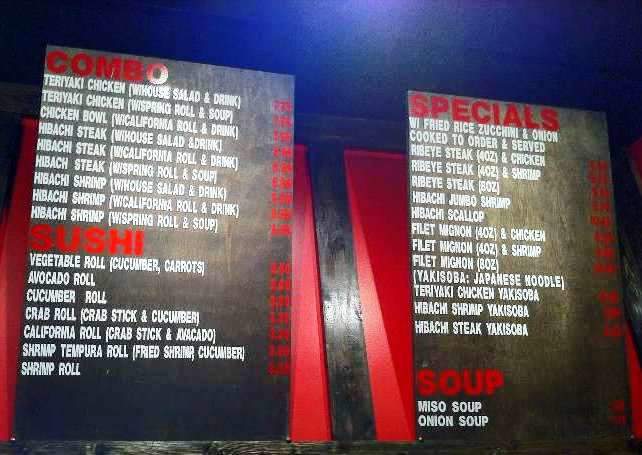 COMBO
TERIYAKI CHICKEN (W/HOUSE SALAD & DRINK)
TERIYAKI CHICKEN (W/SPRING ROLL & SOUP)
CHICKEN BOWL (W/CALIFORNIA ROLL & DRINK)
HIBACHI STEAK (W/HOUSE SALAD &DRINK)
HIBACHI STEAK (W/CALIFORNIA ROLL & DRINK)
HIBACHI STEAK (W/SPRING ROLL & SOUP)
HIBACHI SHRIMP (W/HOUSE SALAD & DRINK)
HIBACHI SHRIMP (W/CALIFORNIA ROLL & DRINK)
HIBACHI SHRIMP (W/SPRING ROLL & SOUP)
SUSHI
VEGETABLE ROLL (CUCUMBER, CARROTS)
AVOCADO ROLL
CUCUMBER ROLL
CRAB ROLL (CRAB STICK & CUCUMBER)
CALIFORNIA ROLL (CRAB STICK & AVACADO)
SHRNMP TEMPURA ROLL (FRIED SHRIMP, CUCUMBER)
SHRIMP ROLL
SPECIALS
W/ FRIED RICE ZUCCHINI & ONION
COOKED TO ORDER & SERVED
RIBEYE STEAK (4OZ) & CHICKEN
RIBEYE STEAK (4OZ) & SHRIMP
RIBEYE STEAK (8OZ)
HIBACHI JUMBO SHRIMP
HIBACHI SCALLOP
FILET MIGNON (4OZ) & CHICKEN
FILET MIGNON (4OZ) & SHRIMP
FILET MIGNON (8OZ)
(YAKISOBA: JAPANESE NOODLE)
TERIYAKI CHICKEN YAKISOBA
HIBACHI SHRIMP YAKISOBA
HIBACHI STEAK YAKISOBA
SOUP
MISO SOUP
ONION SOUP